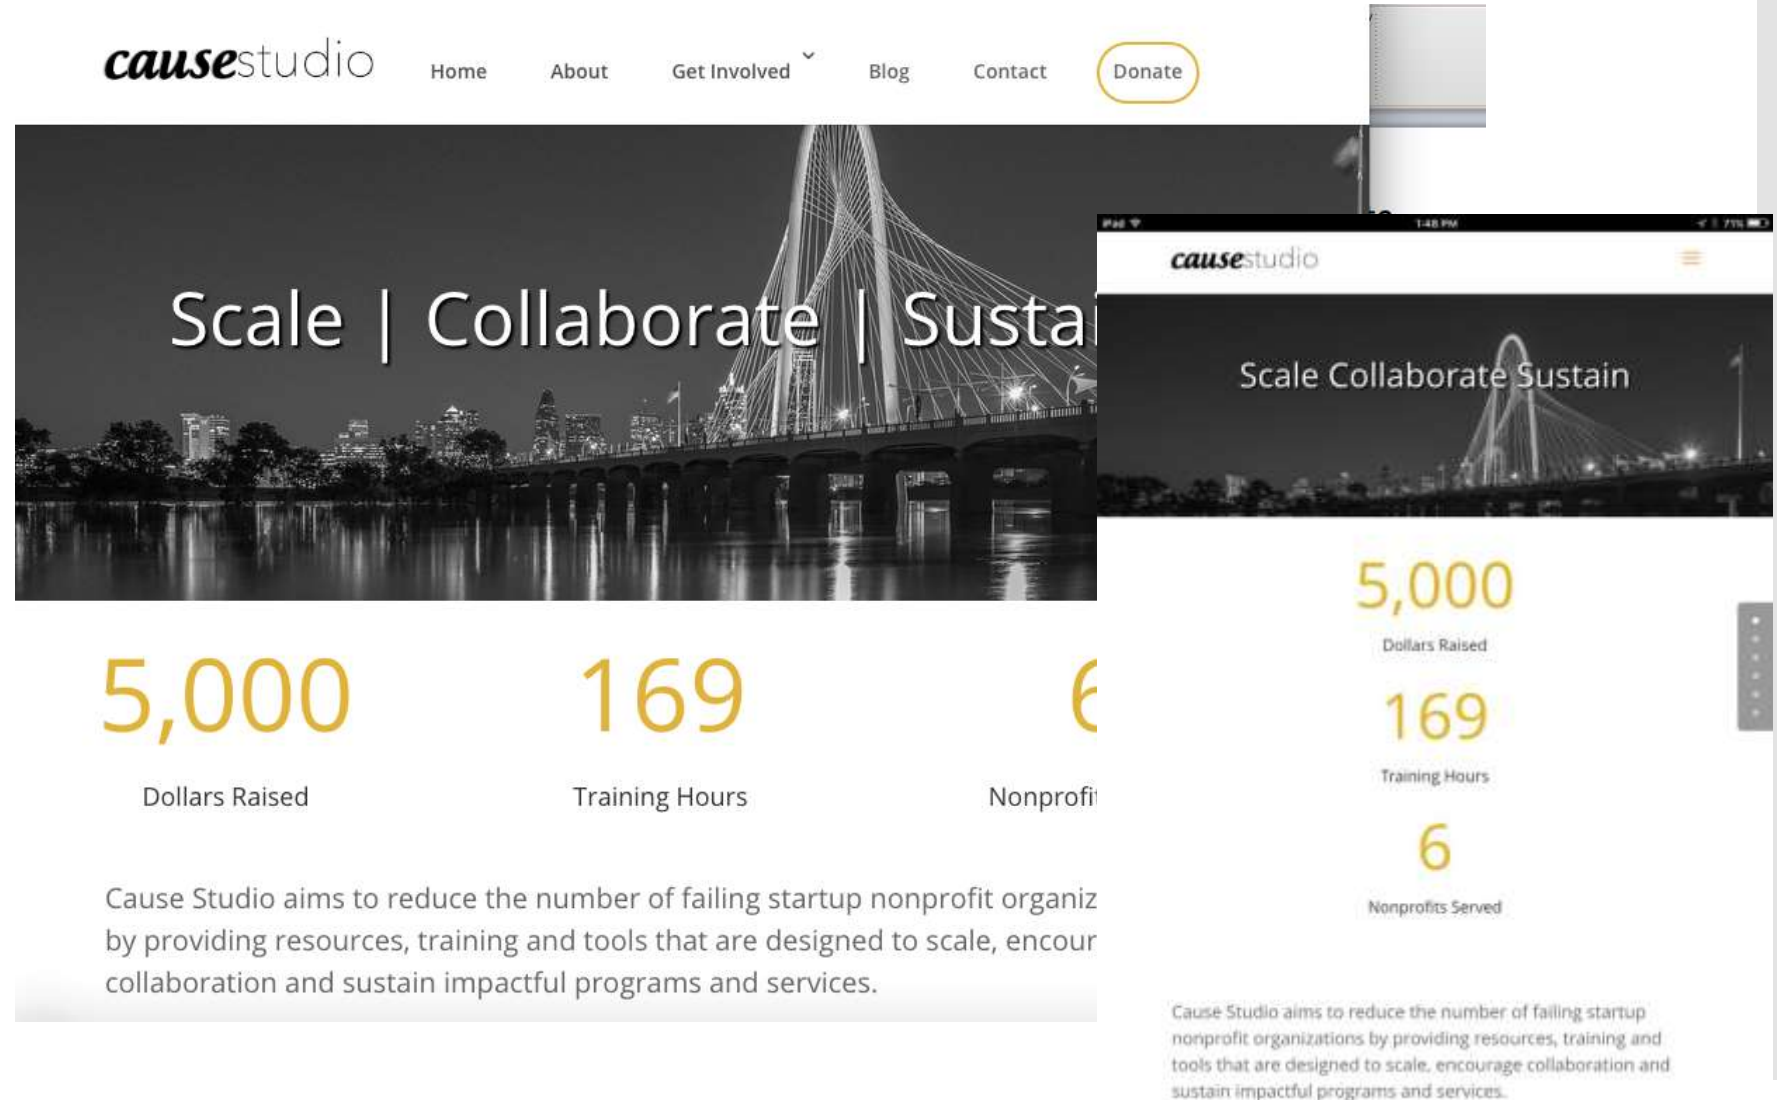 causestudio
Home About Get Involved Blog Contact Donate
Scale | Collaborate | Sustai
5,000 169 6
Dollars Raised Training Hours Nonprofit
Cause Studio aims to reduce the number of failing startup nonprofit organiz
by providing resources, training and tools that are designed to scale, encour
collaboration and sustain impactful programs and services.
iPad 1:48 PM 71%
causestudio
Scale Collaborate Sustain
5,000
Dollars Raised
169
Training Hours
6
Nonprofits Served
Cause Studio aims to reduce the number of failing startup
nonprofit organizations by providing resources, training and
tools that are designed to scale, encourage collaboration and
sustain impactful programs and services.